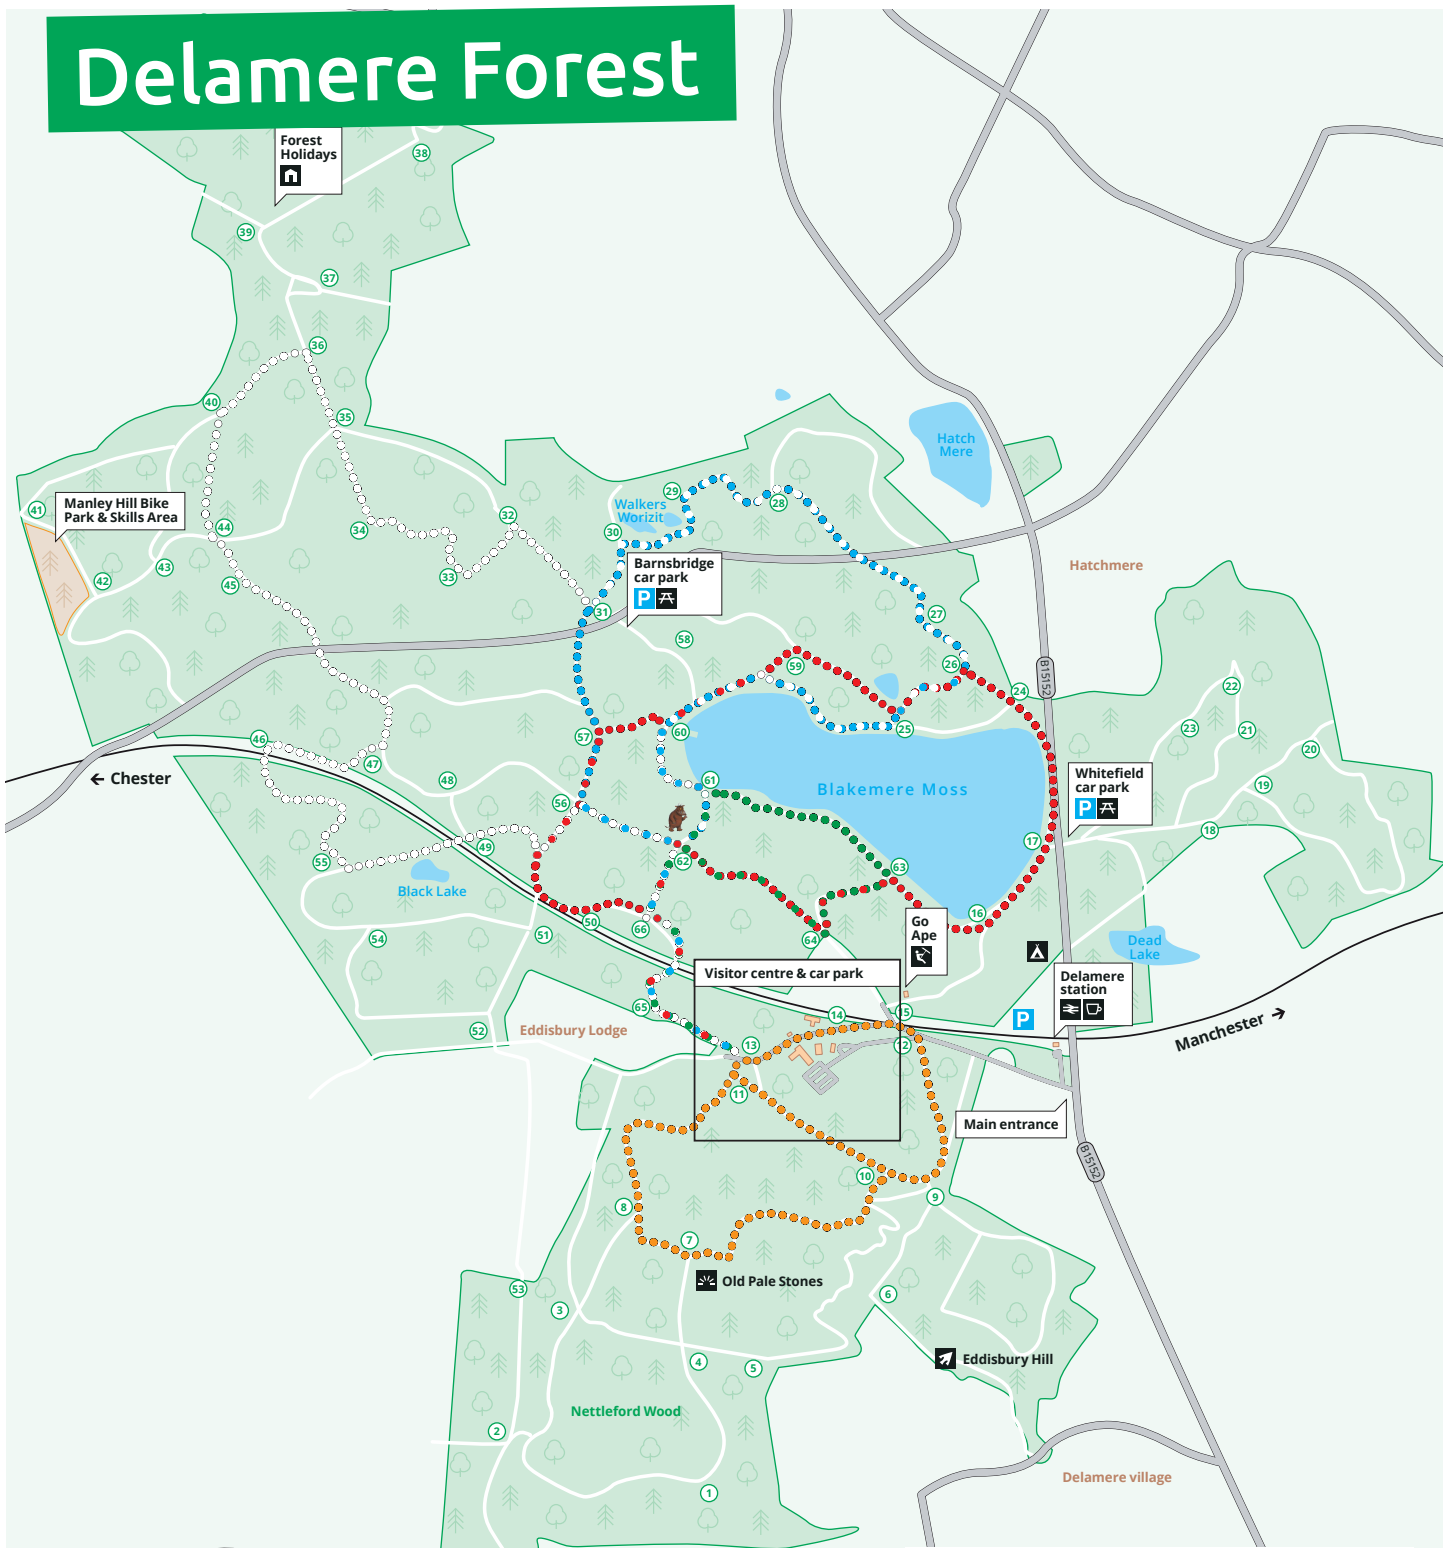 Delamere Forest
Forest
Holidays
38
39
37
36
40
35
Hatch
Mere
Manley Hill Bike
Park & Skills Area
41
29
28
Walkers
Worizit
32
34
44
30
43
42
45
33
Barnsbridge
car park
P
Hatchmere
31
27
58
59
26
24
B15152
22
23
21
20
25
60
57
46
47
← Chester
48
61
56
Blakemere Moss
Whitefield
car park
P
19
18
17
49
55
62
63
Black Lake
16
50
66
64
51
54
Go
Ape
Dead
Lake
Visitor centre & car park
Delamere
station
65
14
15
P
52
Eddisbury Lodge
13
12
Manchester →
11
Main entrance
B15152
10
9
8
7
Old Pale Stones
53
3
6
4
5
Eddisbury Hill
Nettleford Wood
2
Delamere village
1